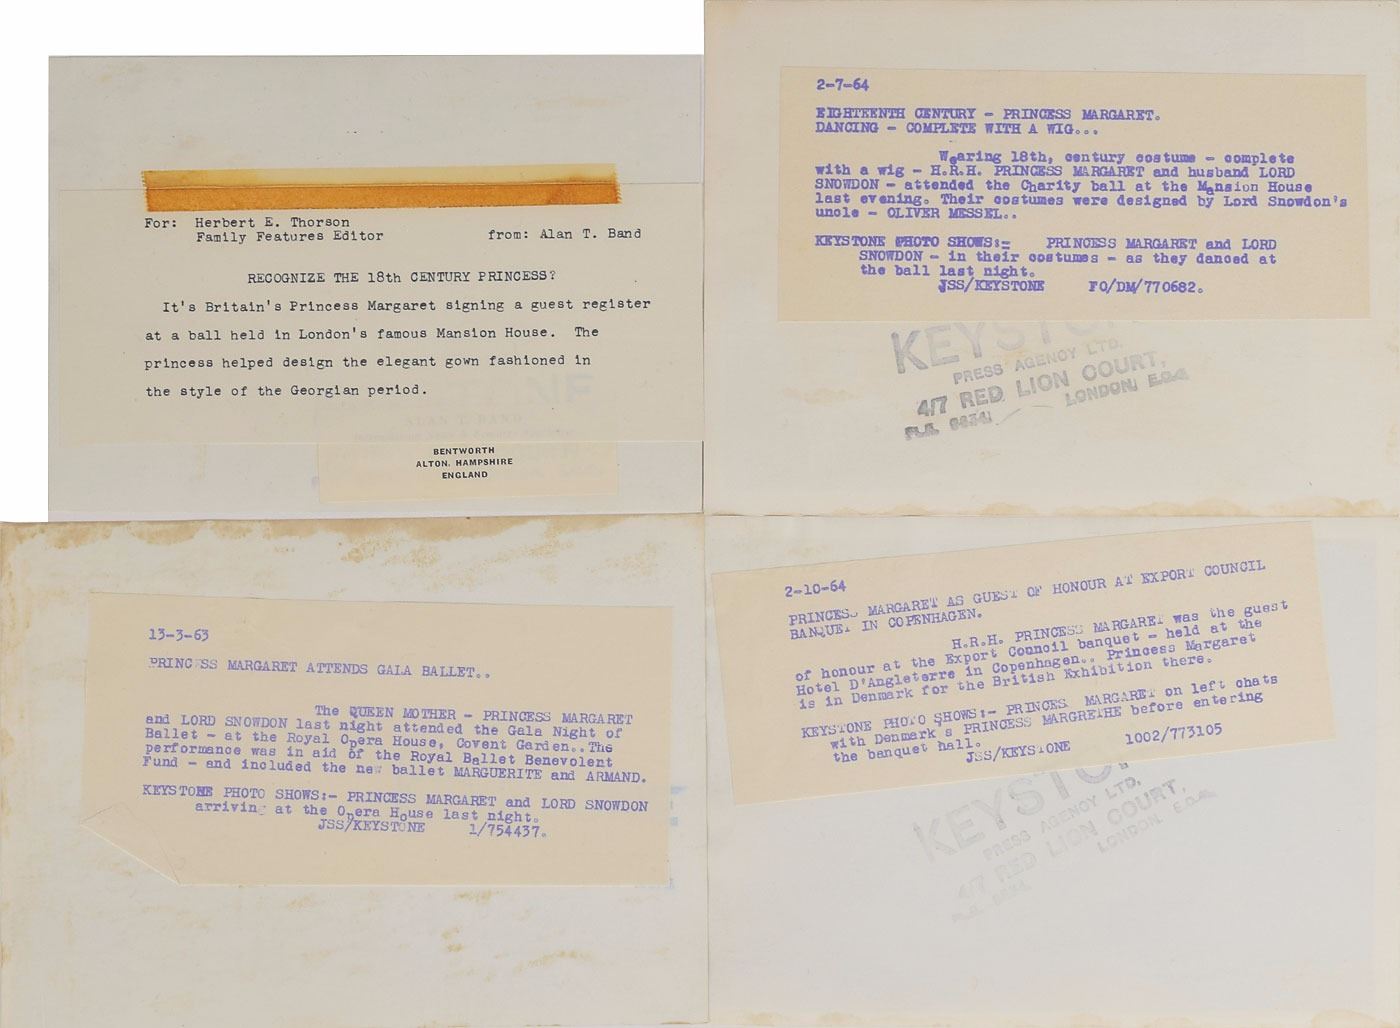 For: Herbert E. Thorson
Family Features Editor
from: Alan T. Band
RECOGNIZE THE 18th CENTURY PRINCESS?
It's Britain's Princess Margaret signing a guest register
at a ball held in London's famous Mansion House. The
princess helped design the elegant gown fashioned in
the style of the Georgian period.
ALAN T. BAND
BENTWORTH
ALTON, HAMPSHIRE
ENGLAND
2-7-64
EIGHTEENTH CENTURY - PRINCESS MARGARET.
DANCING - COMPLETE WITH A WIG...
Wearing 18th, century costume - complete
with a wig - H.R.H. PRINCESS MARGARET and husband LORD
SNOWDON - attended the Charity ball at the Mansion House
last evening. Their costumes were designed by Lord Snowdon's
uncle - OLIVER MESSEL..
KEYSTONE PHOTO SHOWS:- PRINCESS MARGARET and LORD
SNOWDON - in their costumes - as they danced at
the ball last night.
JSS/KEYSTONE FO/DM/770682.
KEYSTONE
PRESS AGENCY LTD.
4/7 RED LION COURT,
LONDON, E.C.4
13-3-63
PRINCESS MARGARET ATTENDS GALA BALLET..
The QUEEN MOTHER - PRINCESS MARGARET
and LORD SNOWDON last night attended the Gala Night of
Ballet - at the Royal Opera House, Covent Garden.. The
performance was in aid of the Royal Ballet Benevolent
Fund - and included the new ballet MARGUERITE and ARMAND.
KEYSTONE PHOTO SHOWS:- PRINCESS MARGARET and LORD SNOWDON
arriving at the Opera House last night.
JSS/KEYSTONE 1/754437.
2-10-64
PRINCESS MARGARET AS GUEST OF HONOUR AT EXPORT COUNCIL
BANQUET IN COPENHAGEN.
H.R.H. PRINCESS MARGARET was the guest
of honour at the Export Council banquet - held at the
Hotel D'Angleterre in Copenhagen.. Princess Margaret
is in Denmark for the British Exhibition there.
KEYSTONE PHOTO SHOWS:- PRINCESS MARGARET on left chats
with Denmark's PRINCESS MARGRETHE before entering
the banquet hall.
JSS/KEYSTONE 1002/773105
KEYSTONE
PRESS AGENCY LTD.
4/7 RED LION COURT,
LONDON E.C.4